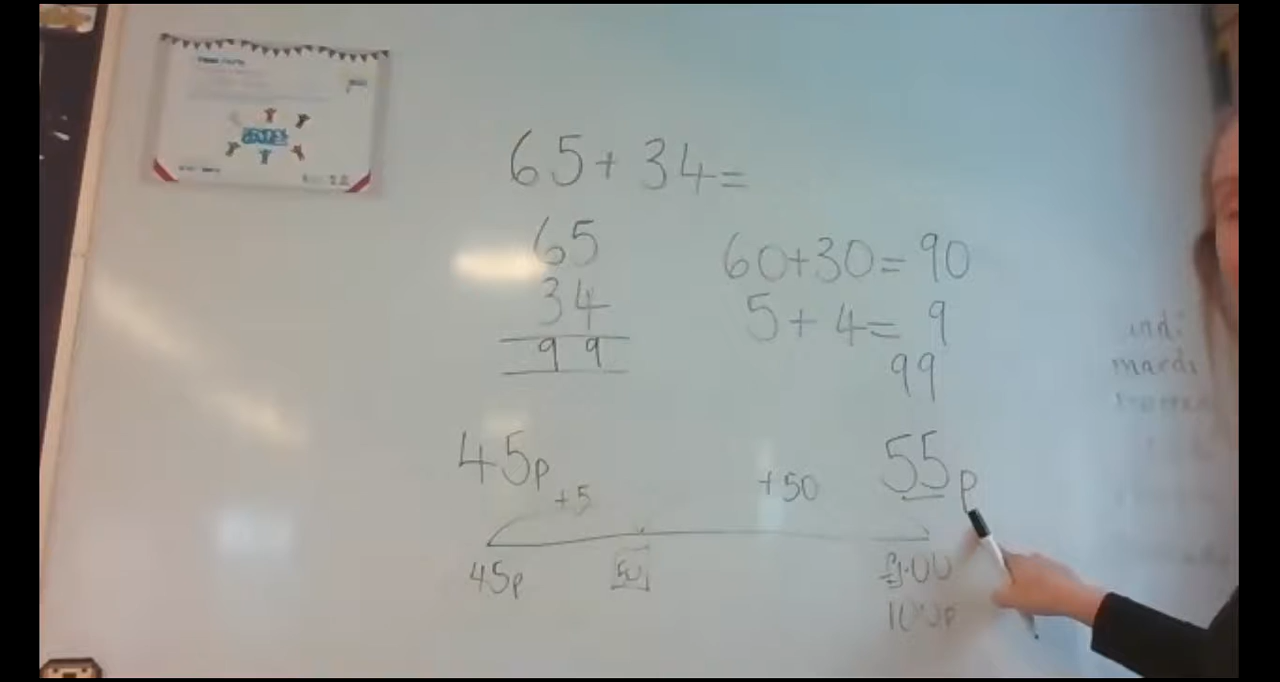 65 + 34 =
65
34
99
60+30= 90
5 + 4= 9
99
45p
+5
+50
55p
45p
50
£1.00
100p